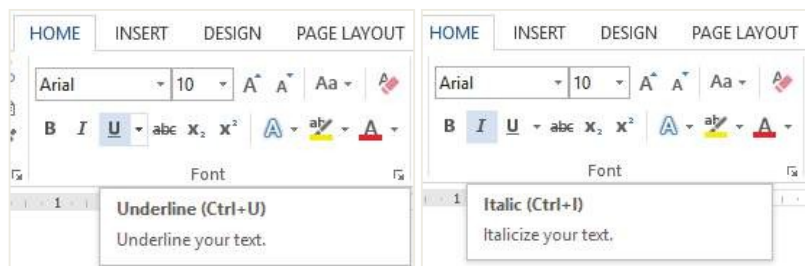 HOME INSERT DESIGN PAGE LAYOUT
Arial 10 A A Aa A
B I U abc X₂ X² A ab A
Font
1
Underline (Ctrl+U)
Underline your text.
HOME INSERT DESIGN PAGE LAYOUT
Arial 10 A A Aa A
B I U abc X₂ X² A ab A
Font
1
Italic (Ctrl+I)
Italicize your text.